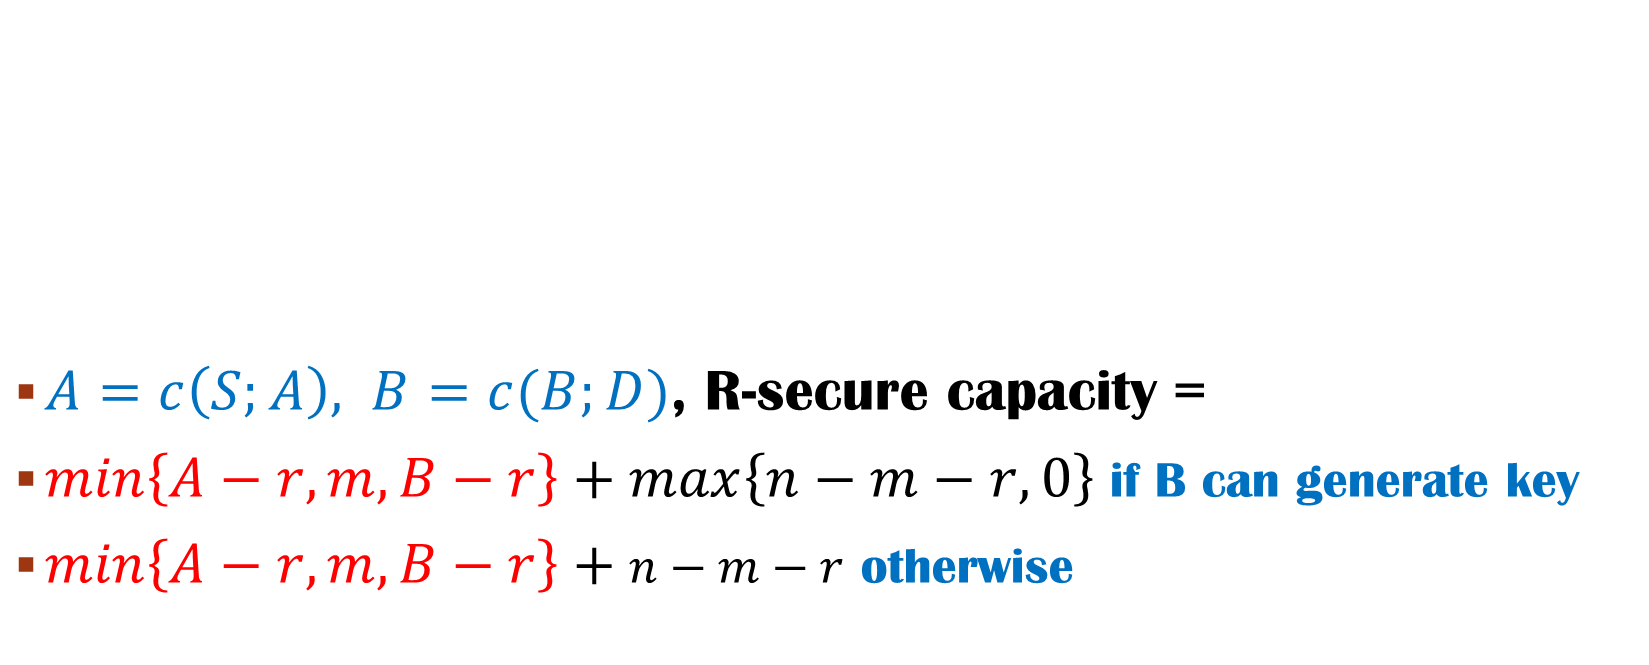 ▪ A = c(S; A), B = c(B; D), R-secure capacity =
▪ min{A − r, m, B − r} + max{n − m − r, 0} if B can generate key
▪ min{A − r, m, B − r} + n − m − r otherwise